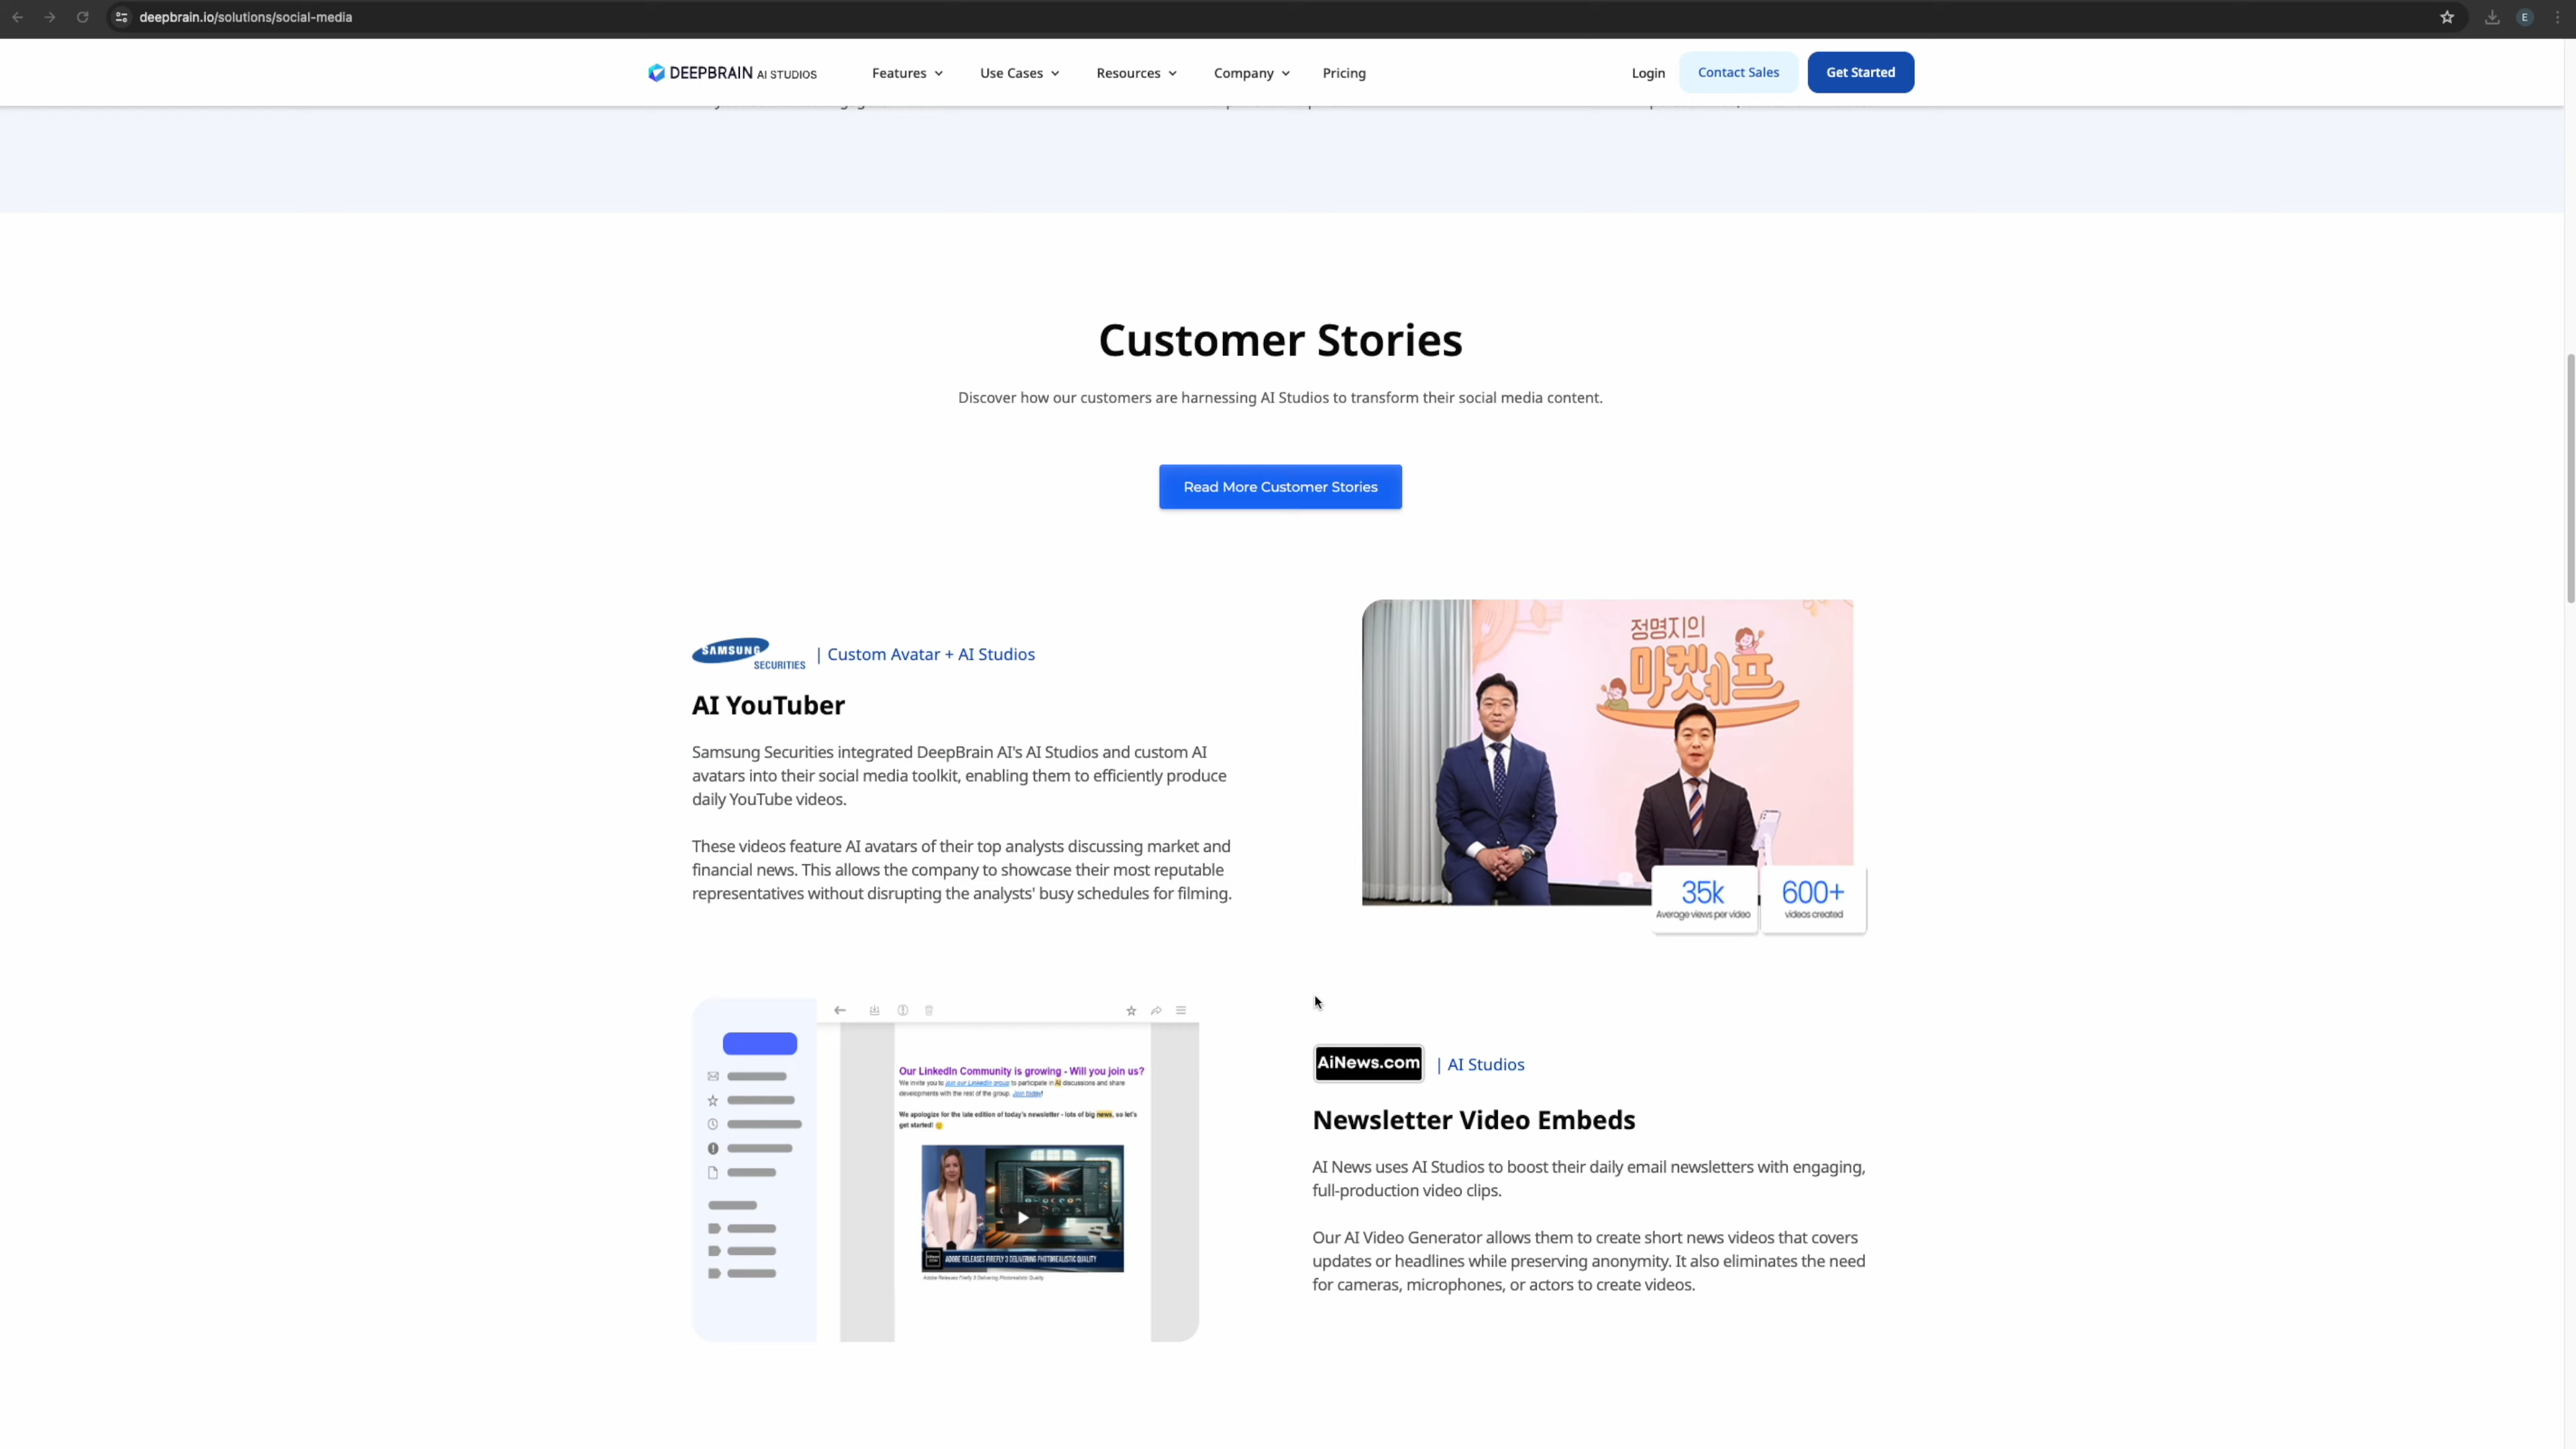 deepbrain.io/solutions/social-media
E
DEEPBRAIN AI STUDIOS
Features
Use Cases
Resources
Company
Pricing
Login
Contact Sales
Get Started
Customer Stories
Discover how our customers are harnessing AI Studios to transform their social media content.
Read More Customer Stories
SAMSUNG SECURITIES | Custom Avatar + AI Studios
AI YouTuber
Samsung Securities integrated DeepBrain AI's AI Studios and custom AI
avatars into their social media toolkit, enabling them to efficiently produce
daily YouTube videos.
These videos feature AI avatars of their top analysts discussing market and
financial news. This allows the company to showcase their most reputable
representatives without disrupting the analysts' busy schedules for filming.
정명지의
마켓셰프
35k
Average views per video
600+
videos created
Our LinkedIn Community is growing - Will you join us?
We invite you to join our LinkedIn group to participate in AI discussions and share
developments with the rest of the group. Join today!
We apologize for the late edition of today's newsletter - lots of big news, so let's
get started!
ADOBE RELEASES FIREFLY 3 DELIVERING PHOTOREALISTIC QUALITY
Adobe Releases Firefly 3 Delivering Photorealistic Quality
AiNews.com | AI Studios
Newsletter Video Embeds
AI News uses AI Studios to boost their daily email newsletters with engaging,
full-production video clips.
Our AI Video Generator allows them to create short news videos that covers
updates or headlines while preserving anonymity. It also eliminates the need
for cameras, microphones, or actors to create videos.